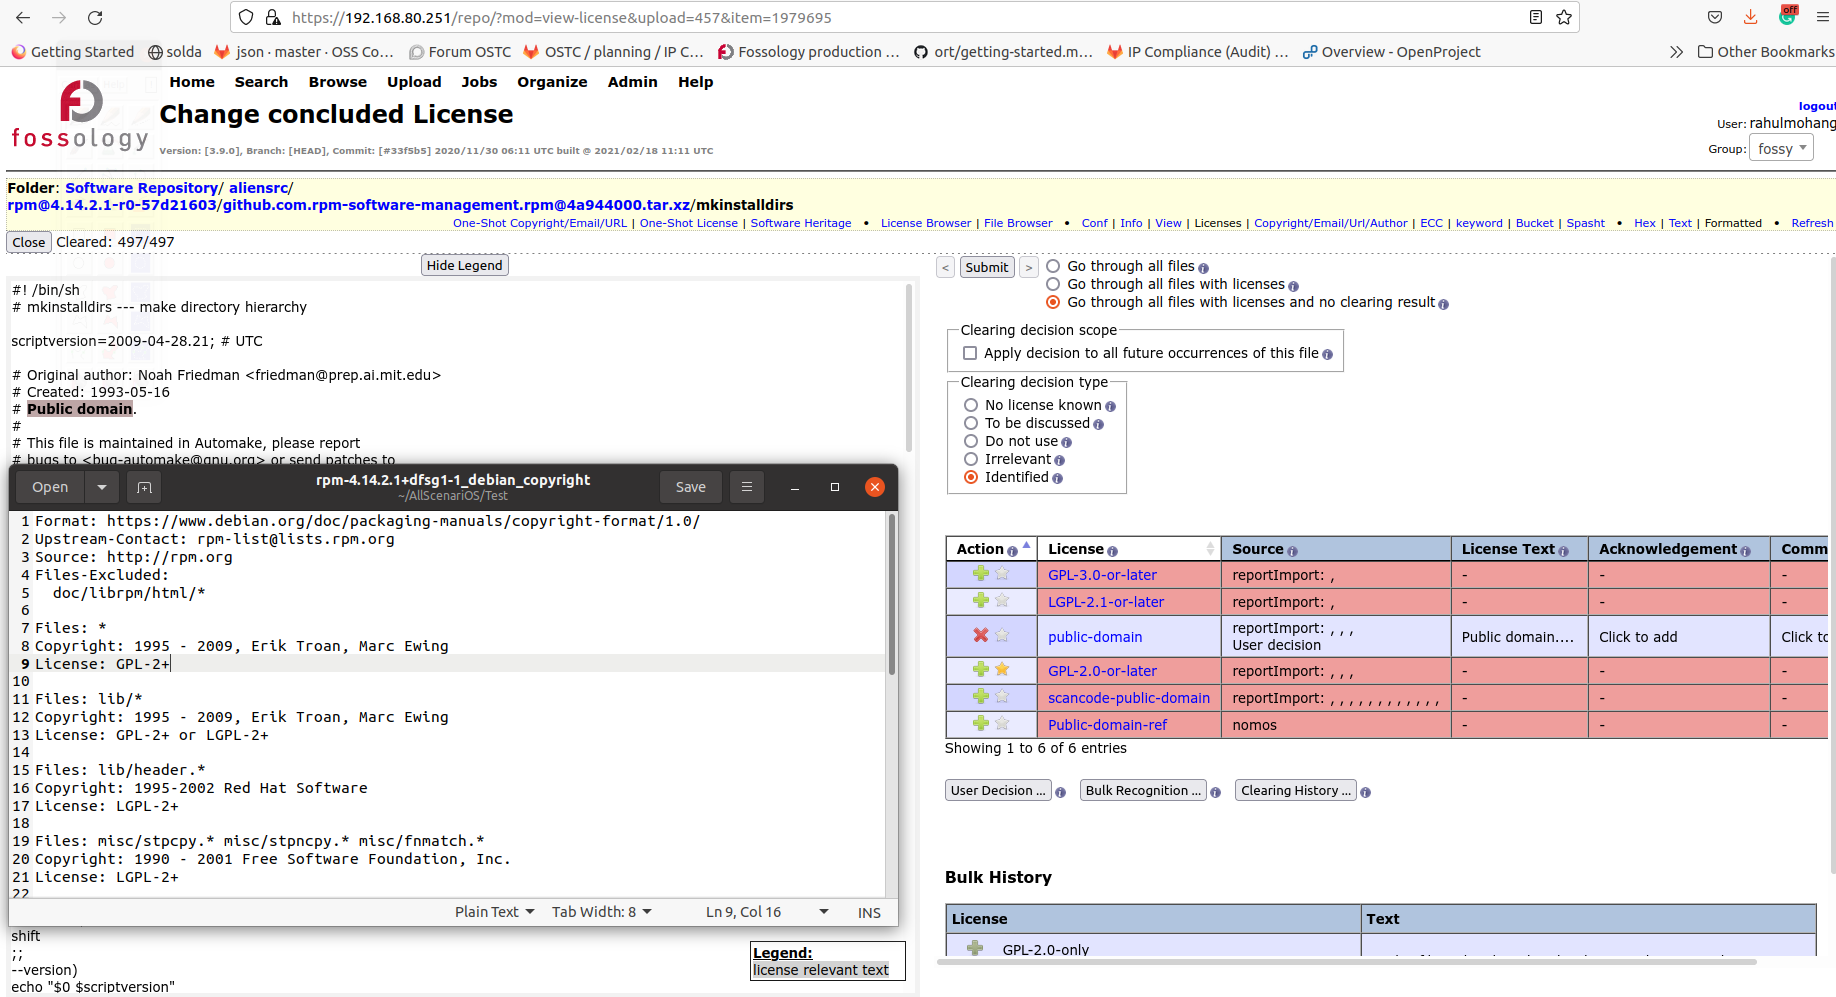 https://192.168.80.251/repo/?mod=view-license&upload=457&item=1979695
off
Getting Started solda json · master · OSS Co… Forum OSTC OSTC / planning / IP C… Fossology production … ort/getting-started.m… IP Compliance (Audit) … Overview - OpenProject Other Bookmarks
Home Search Browse Upload Jobs Organize Admin Help
fossology
Change concluded License
Version: [3.9.0], Branch: [HEAD], Commit: [#33f5b5] 2020/11/30 06:11 UTC built @ 2021/02/18 11:11 UTC
logout
User: rahulmohang
Group: fossy
Folder: Software Repository/ aliensrc/
rpm@4.14.2.1-r0-57d21603/github.com.rpm-software-management.rpm@4a944000.tar.xz/mkinstalldirs
One-Shot Copyright/Email/URL | One-Shot License | Software Heritage • License Browser | File Browser • Conf | Info | View | Licenses | Copyright/Email/Url/Author | ECC | keyword | Bucket | Spasht • Hex | Text | Formatted • Refresh
Close Cleared: 497/497
Hide Legend
#! /bin/sh
# mkinstalldirs --- make directory hierarchy
scriptversion=2009-04-28.21; # UTC
# Original author: Noah Friedman <friedman@prep.ai.mit.edu>
# Created: 1993-05-16
# Public domain.
#
# This file is maintained in Automake, please report
# bugs to <bug-automake@gnu.org> or send patches to
Open rpm-4.14.2.1+dfsg1-1_debian_copyright Save
~/AllScenariOS/Test
1 Format: https://www.debian.org/doc/packaging-manuals/copyright-format/1.0/
2 Upstream-Contact: rpm-list@lists.rpm.org
3 Source: http://rpm.org
4 Files-Excluded:
5 doc/librpm/html/*
6
7 Files: *
8 Copyright: 1995 - 2009, Erik Troan, Marc Ewing
9 License: GPL-2+
10
11 Files: lib/*
12 Copyright: 1995 - 2009, Erik Troan, Marc Ewing
13 License: GPL-2+ or LGPL-2+
14
15 Files: lib/header.*
16 Copyright: 1995-2002 Red Hat Software
17 License: LGPL-2+
18
19 Files: misc/stpcpy.* misc/stpncpy.* misc/fnmatch.*
20 Copyright: 1990 - 2001 Free Software Foundation, Inc.
21 License: LGPL-2+
22
Plain Text Tab Width: 8 Ln 9, Col 16 INS
shift
;;
--version)
echo "$0 $scriptversion"
Legend:
license relevant text
< Submit > Go through all files
Go through all files with licenses
Go through all files with licenses and no clearing result
Clearing decision scope
Apply decision to all future occurrences of this file
Clearing decision type
No license known
To be discussed
Do not use
Irrelevant
Identified
Action License Source License Text Acknowledgement Comm
GPL-3.0-or-later reportImport: , - - -
LGPL-2.1-or-later reportImport: , - - -
public-domain reportImport: , , , User decision Public domain.… Click to add Click to
GPL-2.0-or-later reportImport: , , , - - -
scancode-public-domain reportImport: , , , , , , , , , , , , - - -
Public-domain-ref nomos - - -
Showing 1 to 6 of 6 entries
User Decision ... Bulk Recognition ... Clearing History ...
Bulk History
License Text
GPL-2.0-only